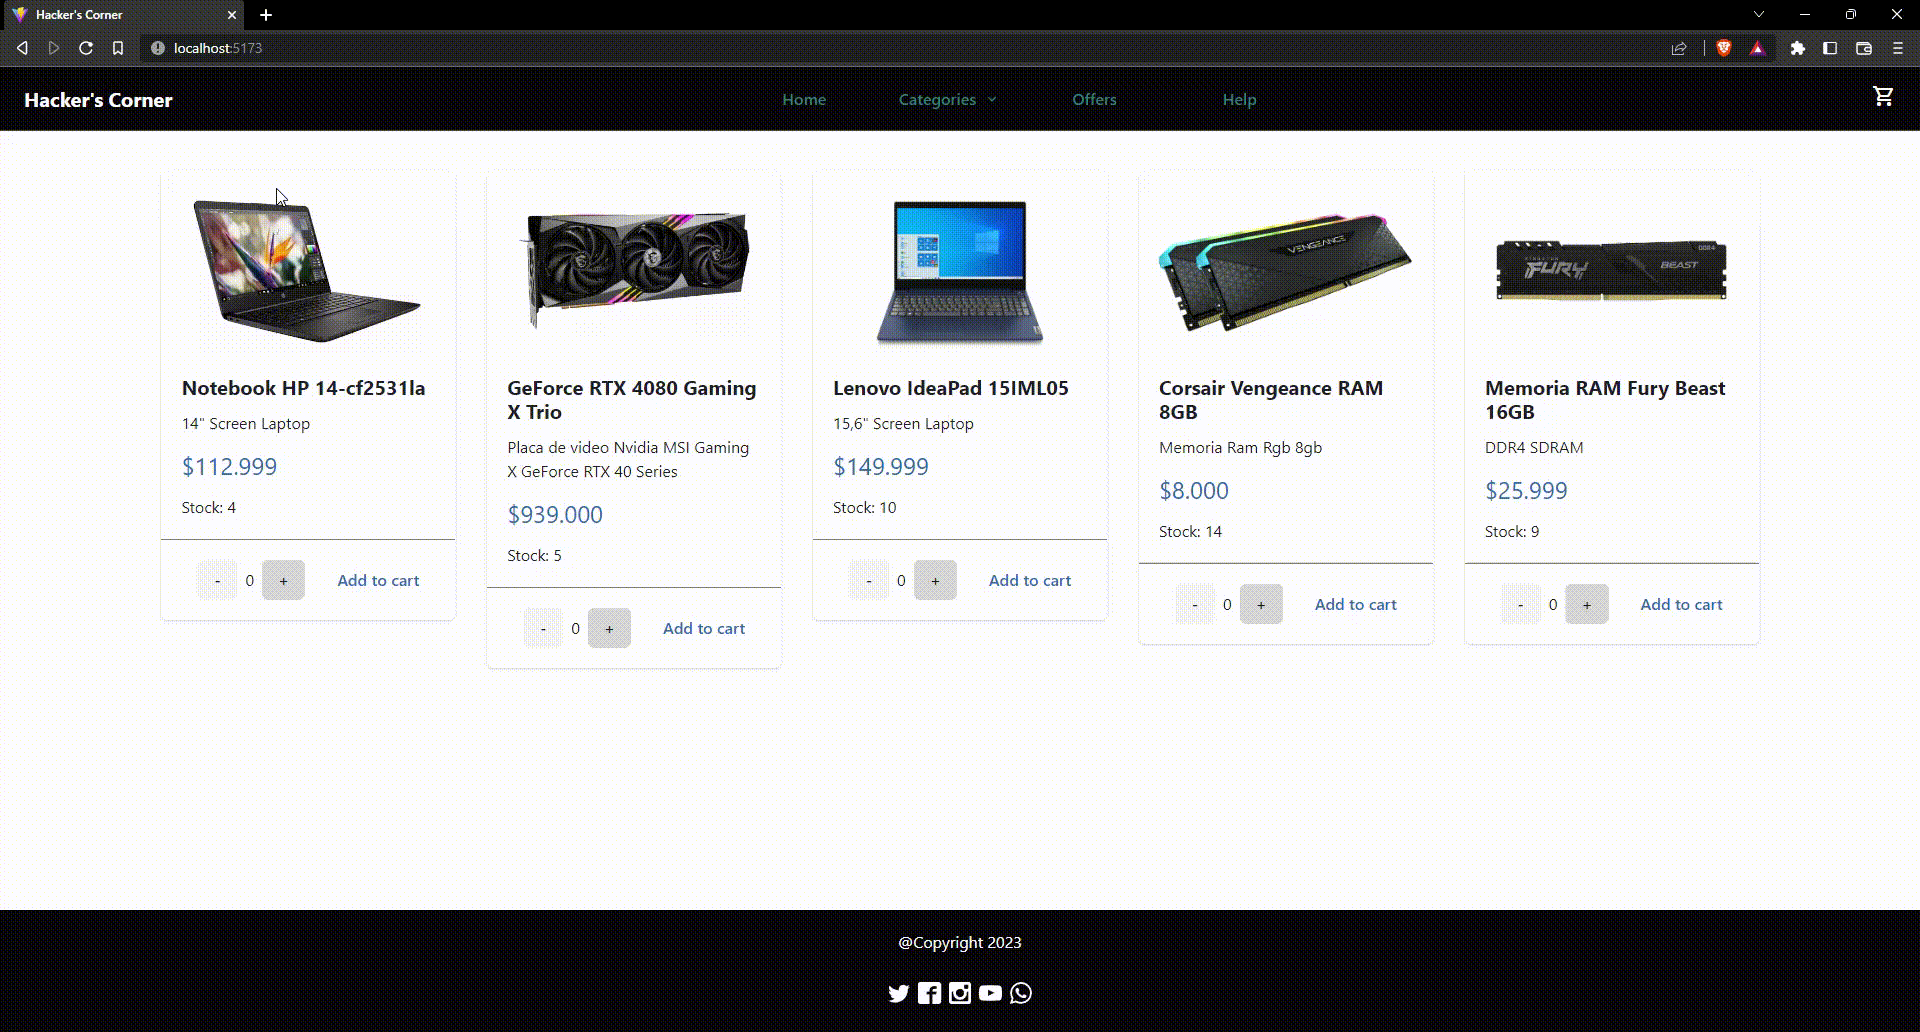 Hacker's Corner
localhost:5173
Hacker's Corner
Home
Categories
Offers
Help
VENGEANCE
FURY
BEAST
DDR4
Notebook HP 14-cf2531la
14" Screen Laptop
$112.999
Stock: 4
- 0 + Add to cart
GeForce RTX 4080 Gaming
X Trio
Placa de video Nvidia MSI Gaming
X GeForce RTX 40 Series
$939.000
Stock: 5
- 0 + Add to cart
Lenovo IdeaPad 15IML05
15,6" Screen Laptop
$149.999
Stock: 10
- 0 + Add to cart
Corsair Vengeance RAM
8GB
Memoria Ram Rgb 8gb
$8.000
Stock: 14
- 0 + Add to cart
Memoria RAM Fury Beast
16GB
DDR4 SDRAM
$25.999
Stock: 9
- 0 + Add to cart
@Copyright 2023